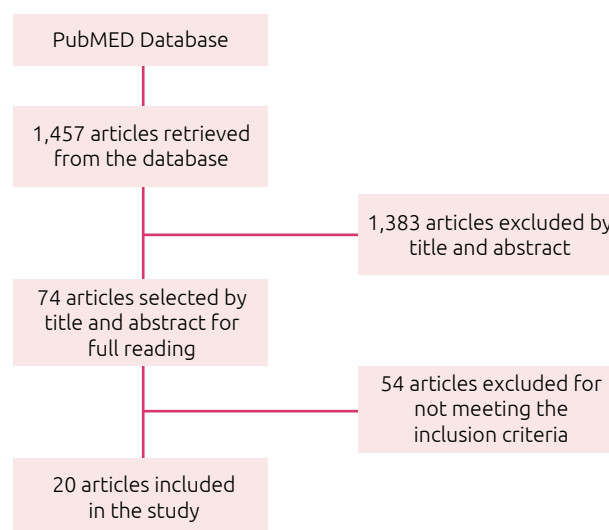 PubMED Database
1,457 articles retrieved
from the database
1,383 articles excluded by
title and abstract
74 articles selected by
title and abstract for
full reading
54 articles excluded for
not meeting the
inclusion criteria
20 articles included
in the study